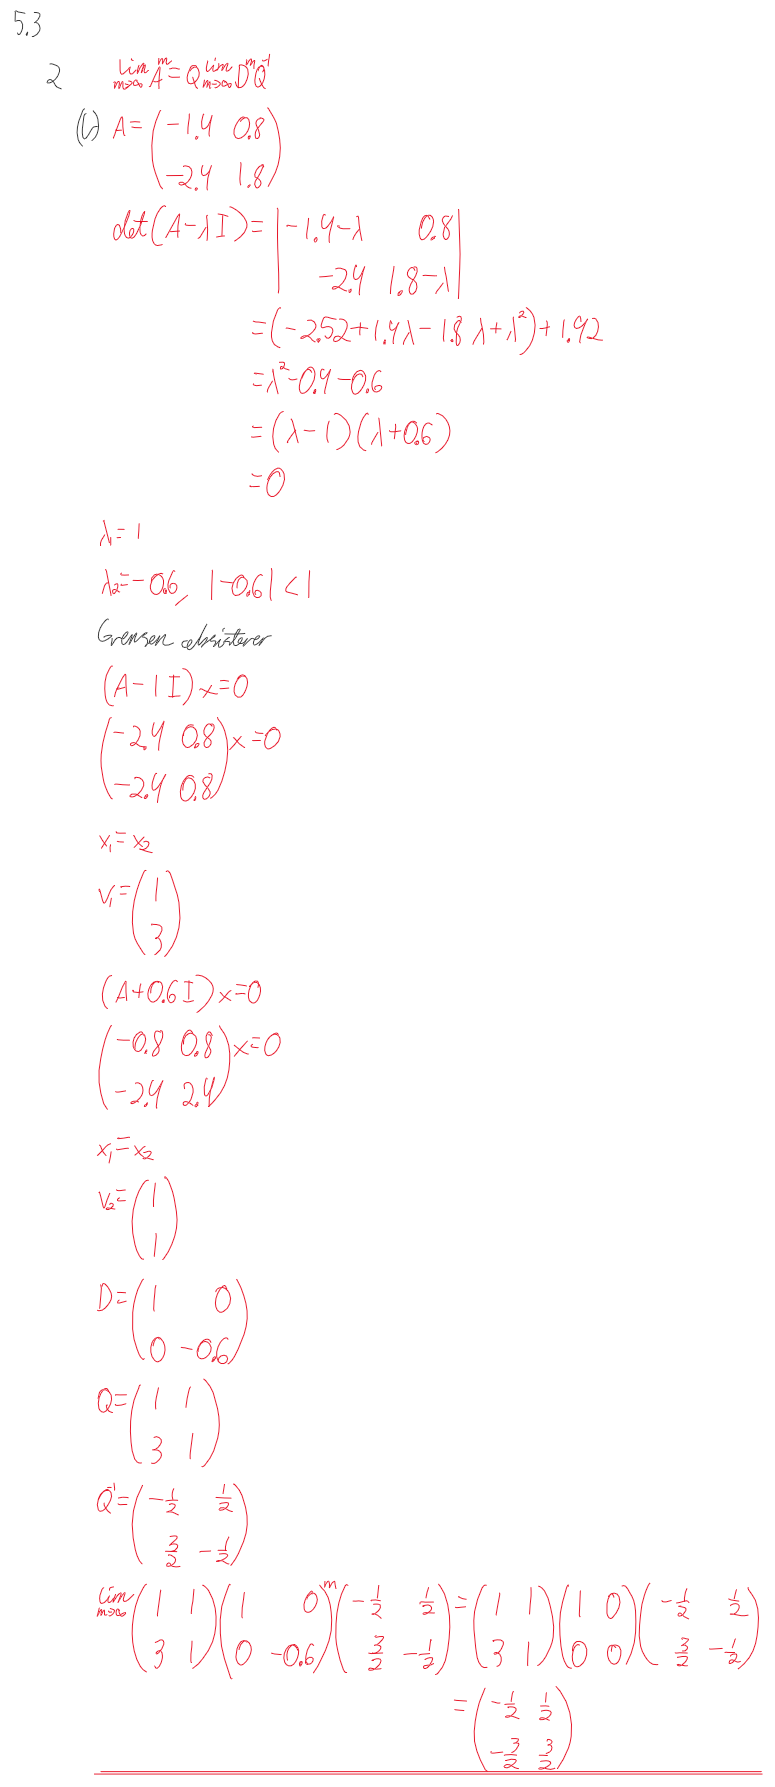 5.3
2 lim m→∞ A^m = Q lim m→∞ D^m Q^-1
(b) A = (-1.4 0.8
-2.4 1.8)
det(A-λI) = |-1.4-λ 0.8|
|-2.4 1.8-λ|
= (-2.52+1.4λ-1.8λ+λ²)+1.92
= λ²-0.4-0.6
= (λ-1)(λ+0.6)
= 0
λ₁ = 1
λ₂ = -0.6, |-0.6| < 1
Grensen eksisterer
(A-1I)x=0
(-2.4 0.8
-2.4 0.8)x=0
x₁=x₂
v₁ = (1
3)
(A+0.6I)x=0
(-0.8 0.8
-2.4 2.4)x=0
x₁=x₂
v₂ = (1
1)
D = (1 0
0 -0.6)
Q = (1 1
3 1)
Q^-1 = (-1/2 1/2
3/2 -1/2)
lim m→∞ (1 1
3 1)(1 0
0 -0.6)^m (-1/2 1/2
3/2 -1/2) = (1 1
3 1)(1 0
0 0)(-1/2 1/2
3/2 -1/2)
= (-1/2 1/2
-3/2 3/2)